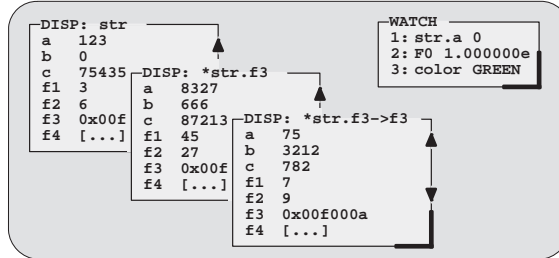 DISP: str
a 123
b 0
c 75435
f1 3
f2 6
f3 0x00f
f4 [...]
DISP: *str.f3
a 8327
b 666
c 87213
f1 45
f2 27
f3 0x00f
f4 [...]
DISP: *str.f3->f3
a 75
b 3212
c 782
f1 7
f2 9
f3 0x00f000a
f4 [...]
WATCH
1: str.a 0
2: F0 1.000000e
3: color GREEN